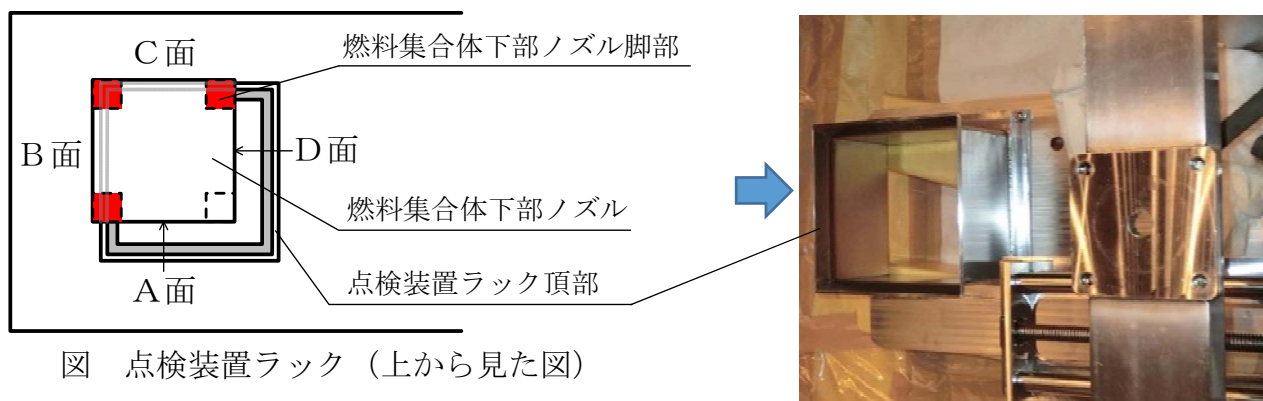 C面
燃料集合体下部ノズル脚部
B面
D面
燃料集合体下部ノズル
A面
点検装置ラック頂部
図 点検装置ラック（上から見た図）